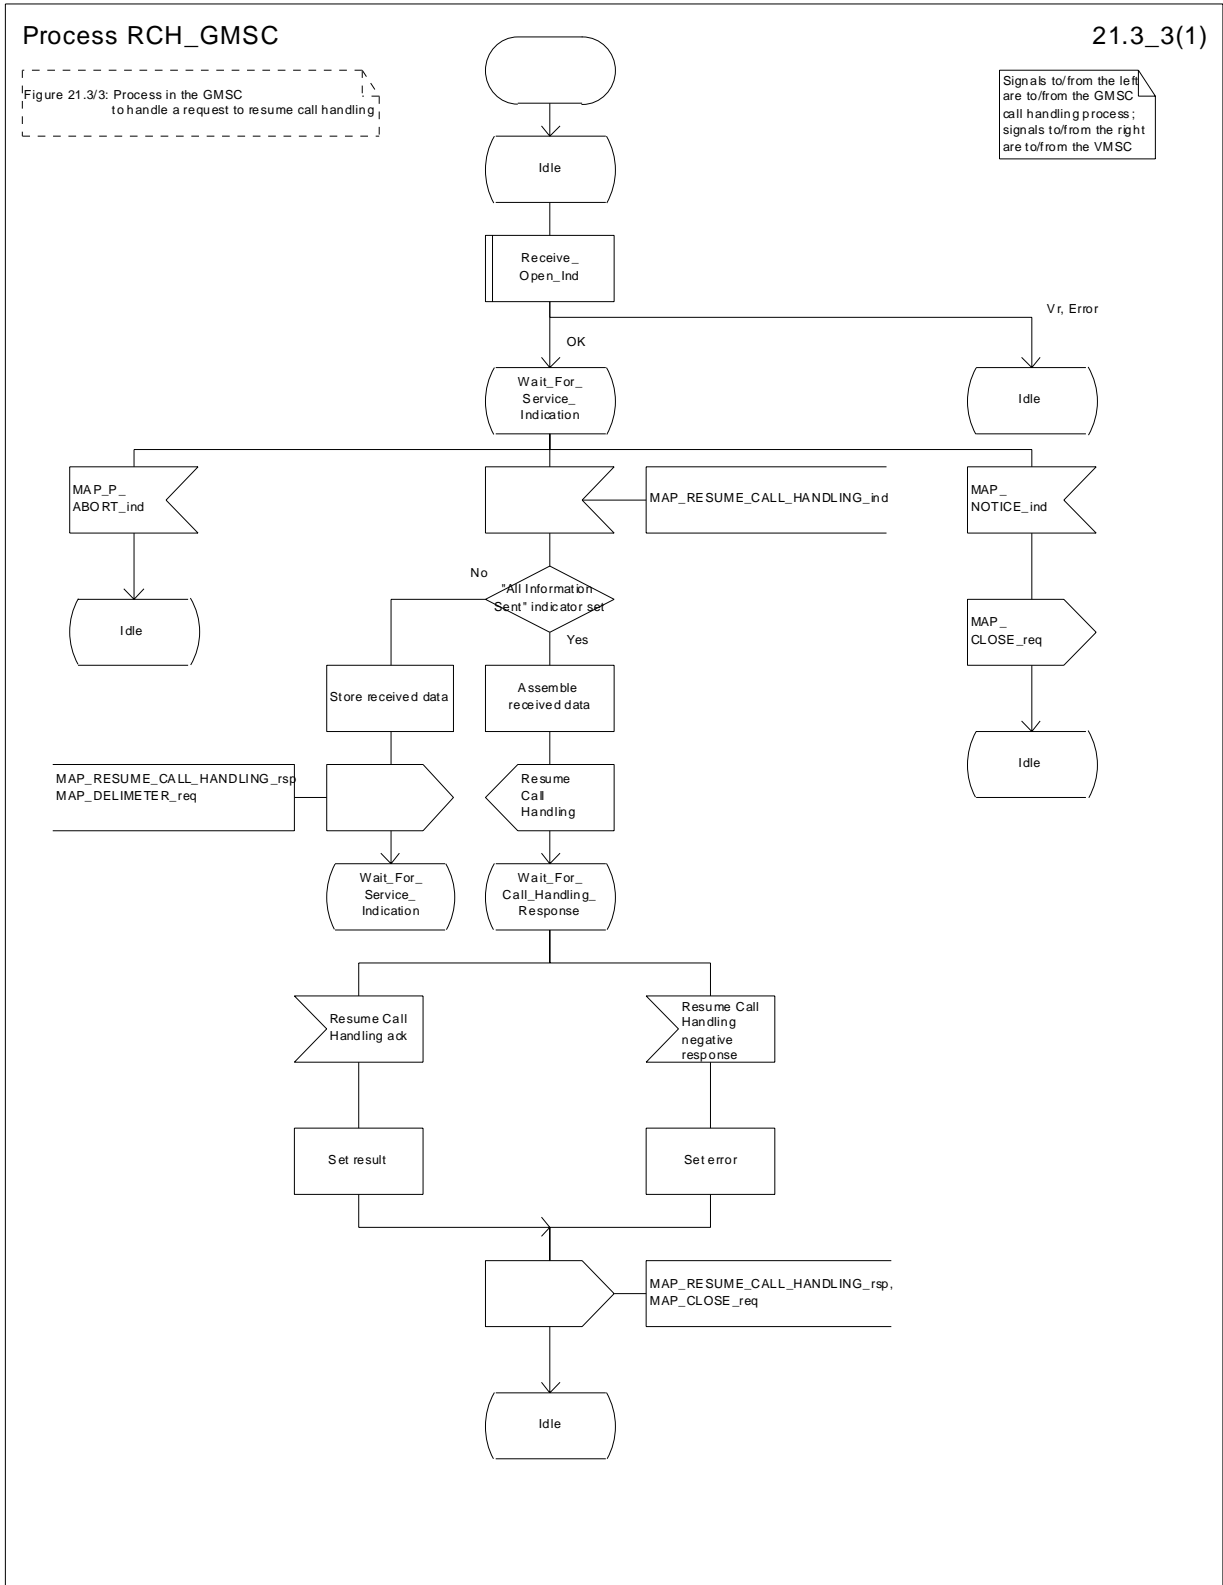 Process RCH_GMSC
21.3_3(1)
Figure 21.3/3: Process in the GMSC
to handle a request to resume call handling
Signals to/from the left
are to/from the GMSC
call handling process;
signals to/from the right
are to/from the VMSC
Idle
Receive_
Open_Ind
Vr, Error
OK
Wait_For_
Service_
Indication
Idle
MAP_P_
ABORT_ind
MAP_RESUME_CALL_HANDLING_ind
MAP_
NOTICE_ind
No
"All Information
Sent" indicator set
Yes
Idle
MAP_
CLOSE_req
Store received data
Assemble
received data
Idle
MAP_RESUME_CALL_HANDLING_rsp
MAP_DELIMETER_req
Resume
Call
Handling
Wait_For_
Service_
Indication
Wait_For_
Call_Handling_
Response
Resume Call
Handling ack
Resume Call
Handling
negative
response
Set result
Set error
MAP_RESUME_CALL_HANDLING_rsp,
MAP_CLOSE_req
Idle